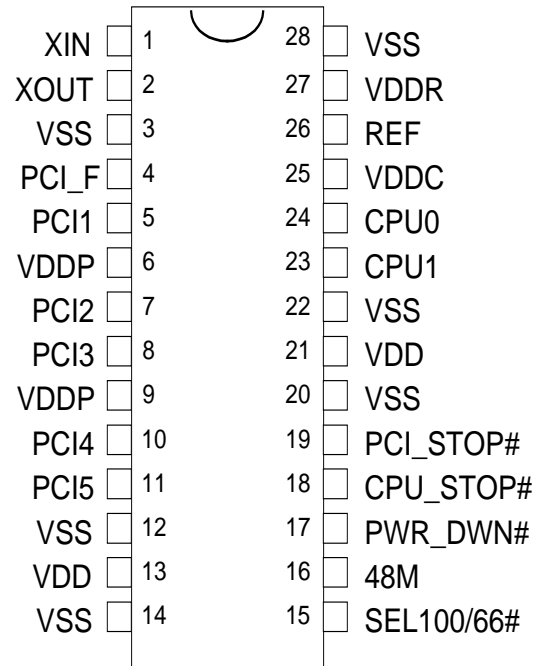 XIN 1 28 VSS
XOUT 2 27 VDDR
VSS 3 26 REF
PCI_F 4 25 VDDC
PCI1 5 24 CPU0
VDDP 6 23 CPU1
PCI2 7 22 VSS
PCI3 8 21 VDD
VDDP 9 20 VSS
PCI4 10 19 PCI_STOP#
PCI5 11 18 CPU_STOP#
VSS 12 17 PWR_DWN#
VDD 13 16 48M
VSS 14 15 SEL100/66#